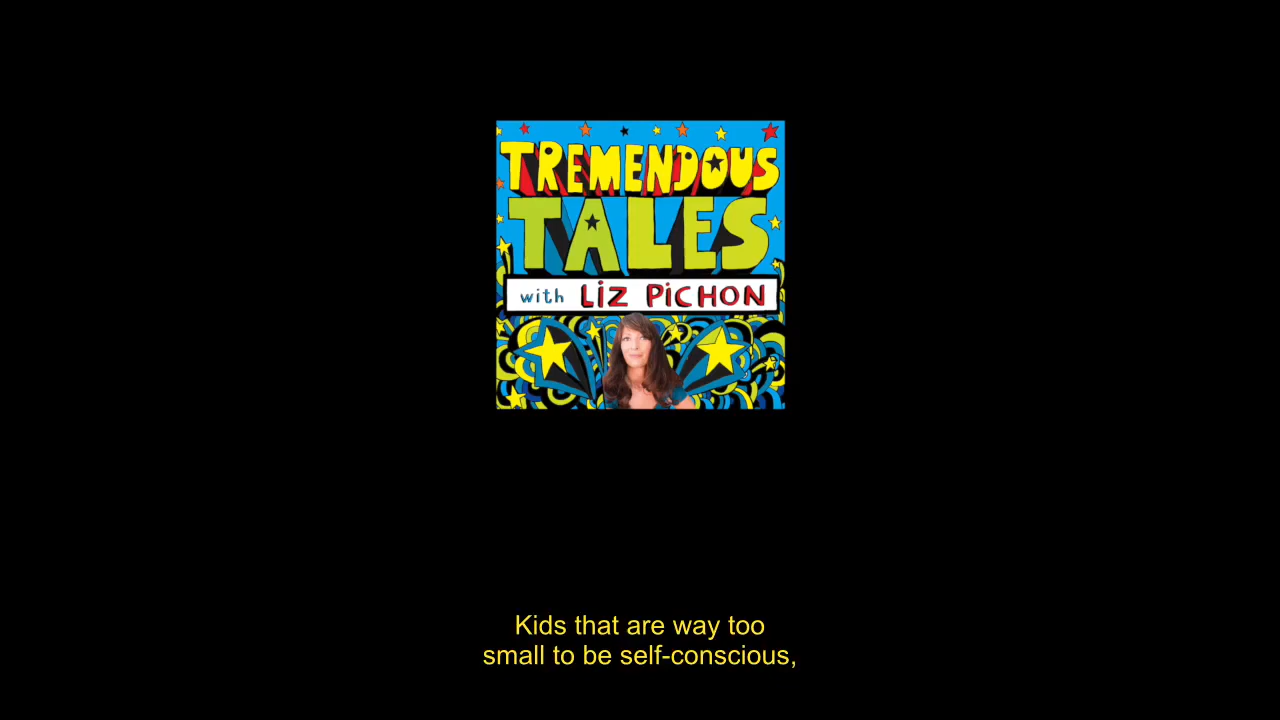 TREMENDOUS
TALES
with LiZ PiCHON
Kids that are way too
small to be self-conscious,